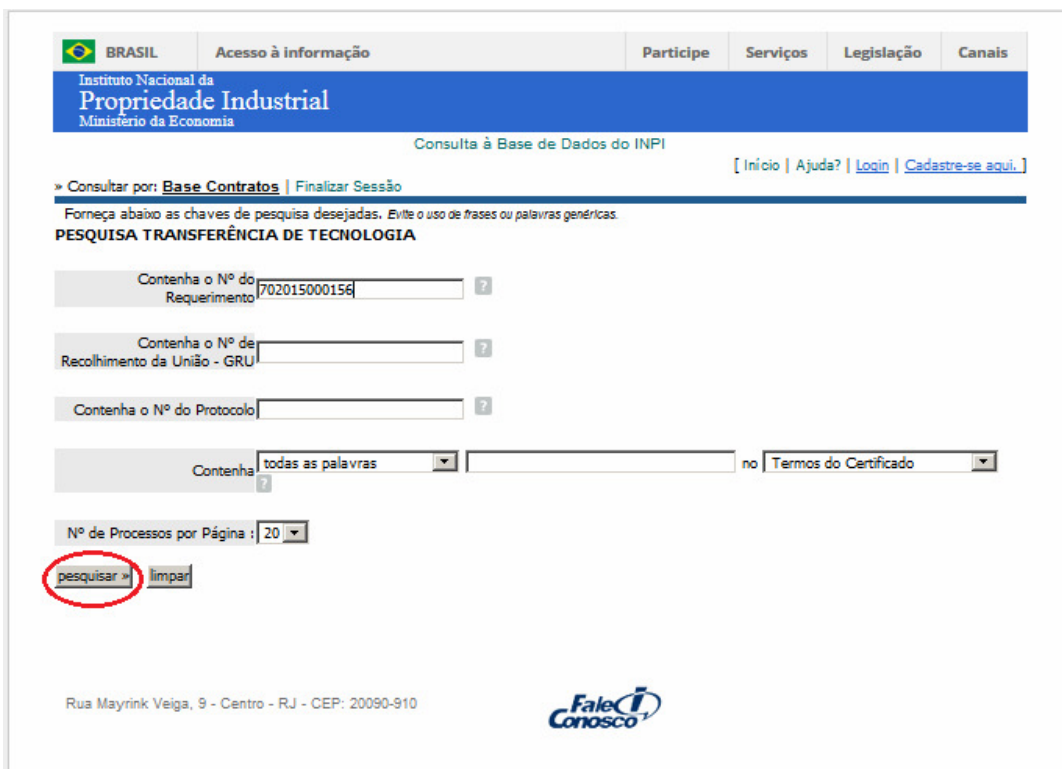 BRASIL Acesso à informação Participe Serviços Legislação Canais
Instituto Nacional da
Propriedade Industrial
Ministério da Economia
Consulta à Base de Dados do INPI
[ Início | Ajuda? | Login | Cadastre-se aqui. ]
» Consultar por: Base Contratos | Finalizar Sessão
Forneça abaixo as chaves de pesquisa desejadas. Evite o uso de frases ou palavras genéricas.
PESQUISA TRANSFERÊNCIA DE TECNOLOGIA
Contenha o Nº do
Requerimento 702015000156 ?
Contenha o Nº de
Recolhimento da União - GRU ?
Contenha o Nº do Protocolo ?
Contenha todas as palavras no Termos do Certificado
?
Nº de Processos por Página : 20
pesquisar » limpar
Rua Mayrink Veiga, 9 - Centro - RJ - CEP: 20090-910
Fale
Conosco i